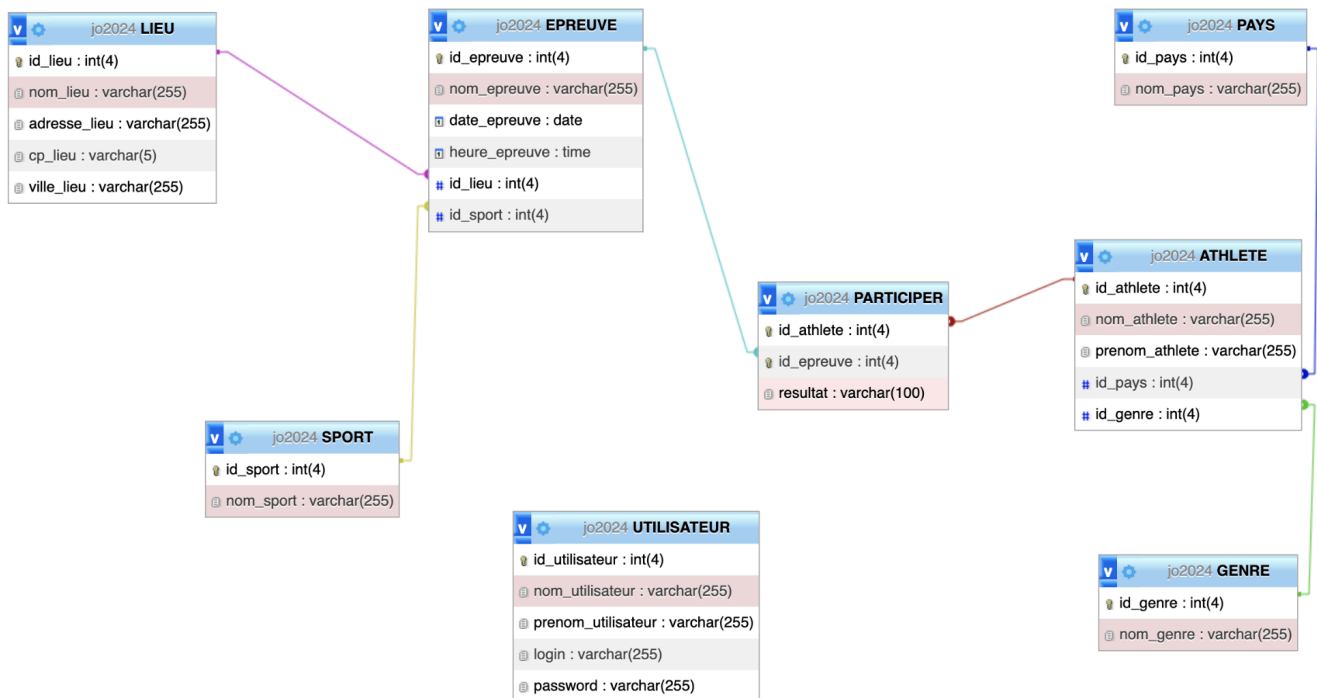 jo2024 LIEU
id_lieu : int(4)
nom_lieu : varchar(255)
adresse_lieu : varchar(255)
cp_lieu : varchar(5)
ville_lieu : varchar(255)
jo2024 EPREUVE
id_epreuve : int(4)
nom_epreuve : varchar(255)
date_epreuve : date
heure_epreuve : time
id_lieu : int(4)
id_sport : int(4)
jo2024 PAYS
id_pays : int(4)
nom_pays : varchar(255)
jo2024 ATHLETE
id_athlete : int(4)
nom_athlete : varchar(255)
prenom_athlete : varchar(255)
id_pays : int(4)
id_genre : int(4)
jo2024 PARTICIPER
id_athlete : int(4)
id_epreuve : int(4)
resultat : varchar(100)
jo2024 SPORT
id_sport : int(4)
nom_sport : varchar(255)
jo2024 UTILISATEUR
id_utilisateur : int(4)
nom_utilisateur : varchar(255)
prenom_utilisateur : varchar(255)
login : varchar(255)
password : varchar(255)
jo2024 GENRE
id_genre : int(4)
nom_genre : varchar(255)